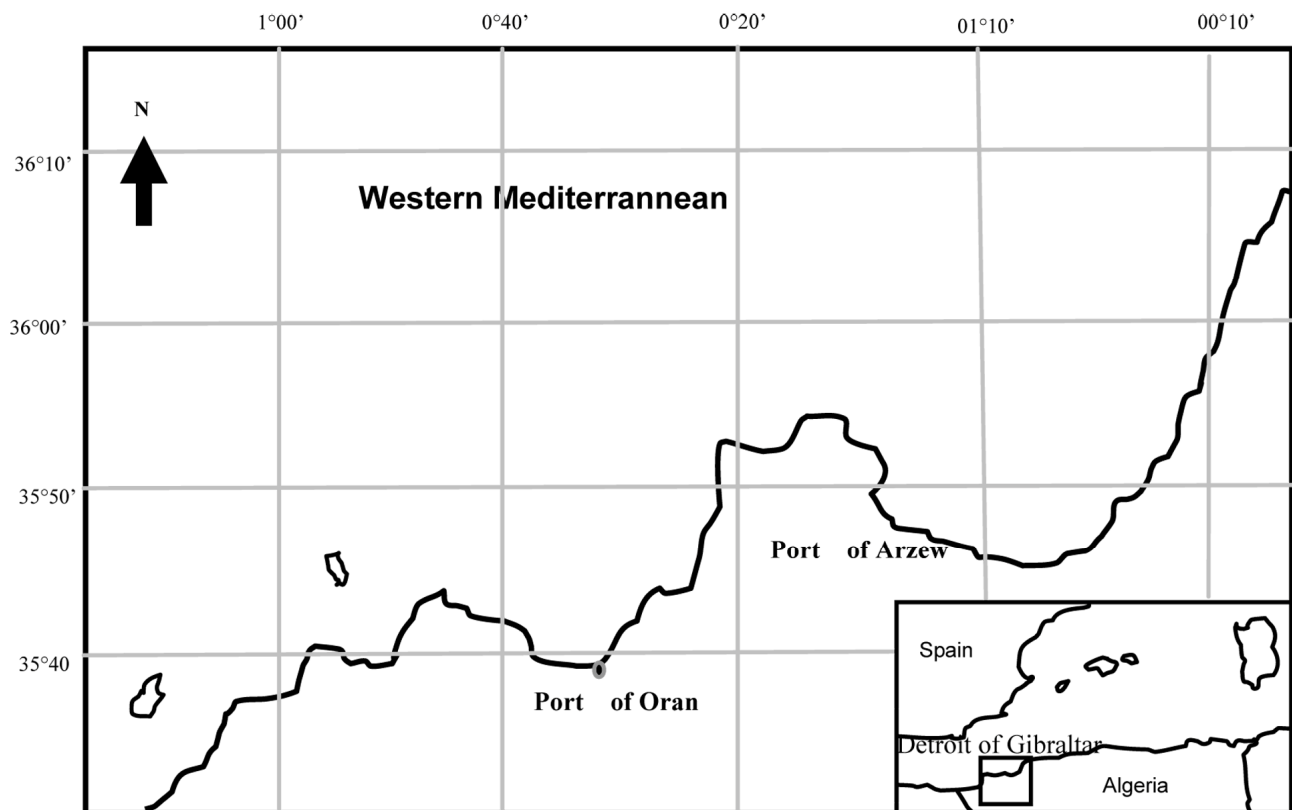 1°00’ 0°40’ 0°20’ 01°10’ 00°10’
N
36°10’
Western Mediterrannean
36°00’
35°50’
Port of Arzew
35°40
Port of Oran
Spain
Detroit of Gibraltar
Algeria